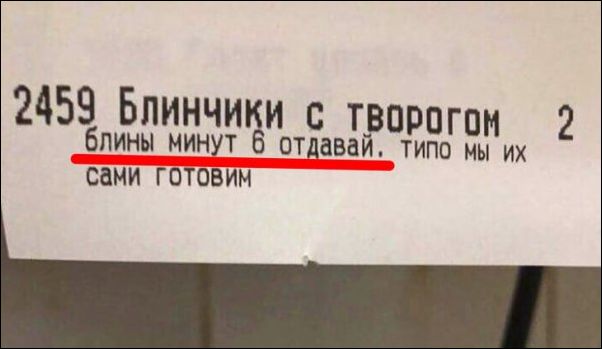 2459 Блинчики с творогом 2
блины минут 6 отдавай. типо мы их
сами готовим